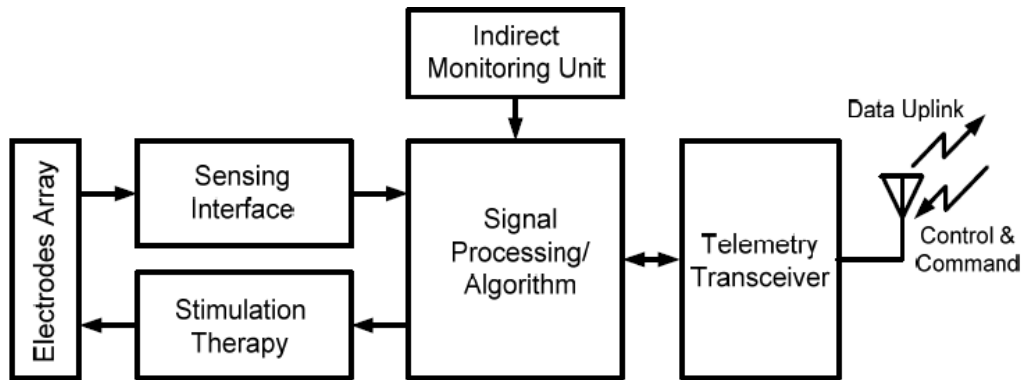 Indirect
Monitoring Unit
Electrodes Array
Sensing
Interface
Stimulation
Therapy
Signal
Processing/
Algorithm
Telemetry
Transceiver
Data Uplink
Control &
Command